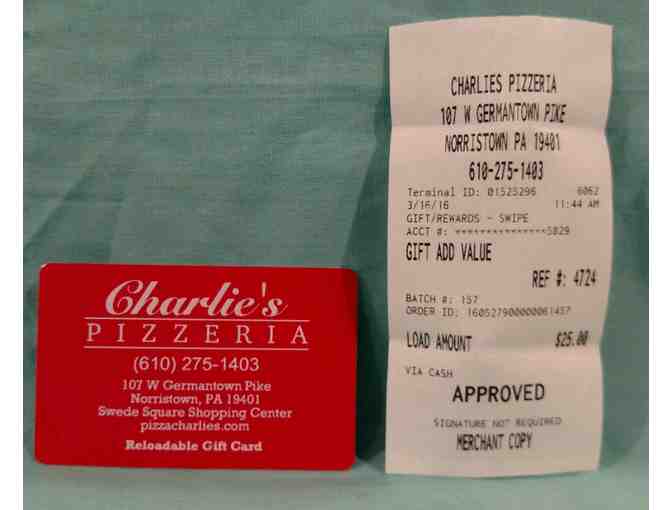 Charlie's
PIZZERIA
(610) 275-1403
107 W Germantown Pike
Norristown, PA 19401
Swede Square Shopping Center
pizzacharlies.com
Reloadable Gift Card
CHARLIES PIZZERIA
107 W GERMANTOWN PIKE
NORRISTOWN PA 19401
610-275-1403
Terminal ID: 01525296 6062
3/16/16 11:44 AM
GIFT/REWARDS - SWIPE
ACCT #: ***************5829
GIFT ADD VALUE
REF #: 4724
BATCH #: 157
ORDER ID: 16052790000061457
LOAD AMOUNT $25.00
VIA CASH
APPROVED
SIGNATURE NOT REQUIRED
MERCHANT COPY